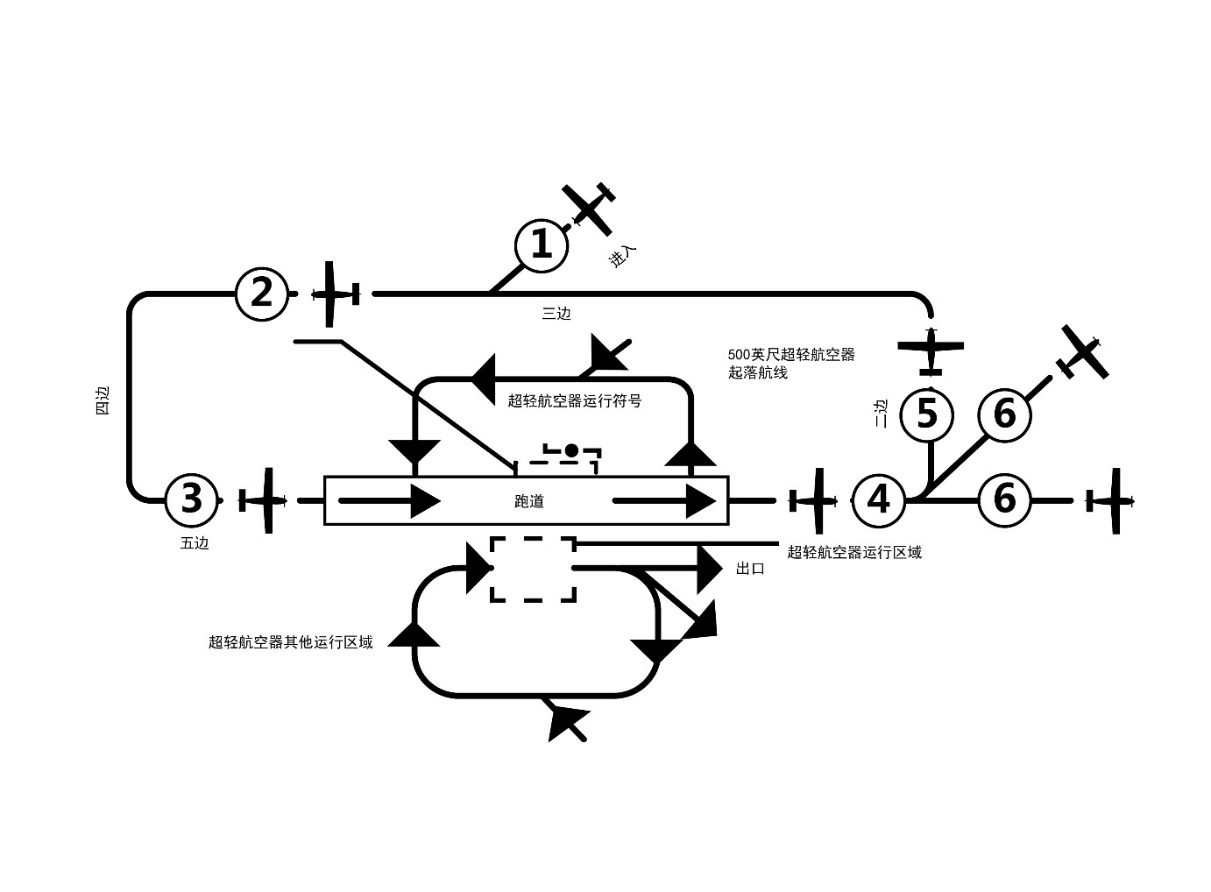 1
进入
2
三边
500英尺超轻航空器
起落航线
四边
超轻航空器运行符号
二边
5
6
3
跑道
4
6
五边
超轻航空器运行区域
出口
超轻航空器其他运行区域